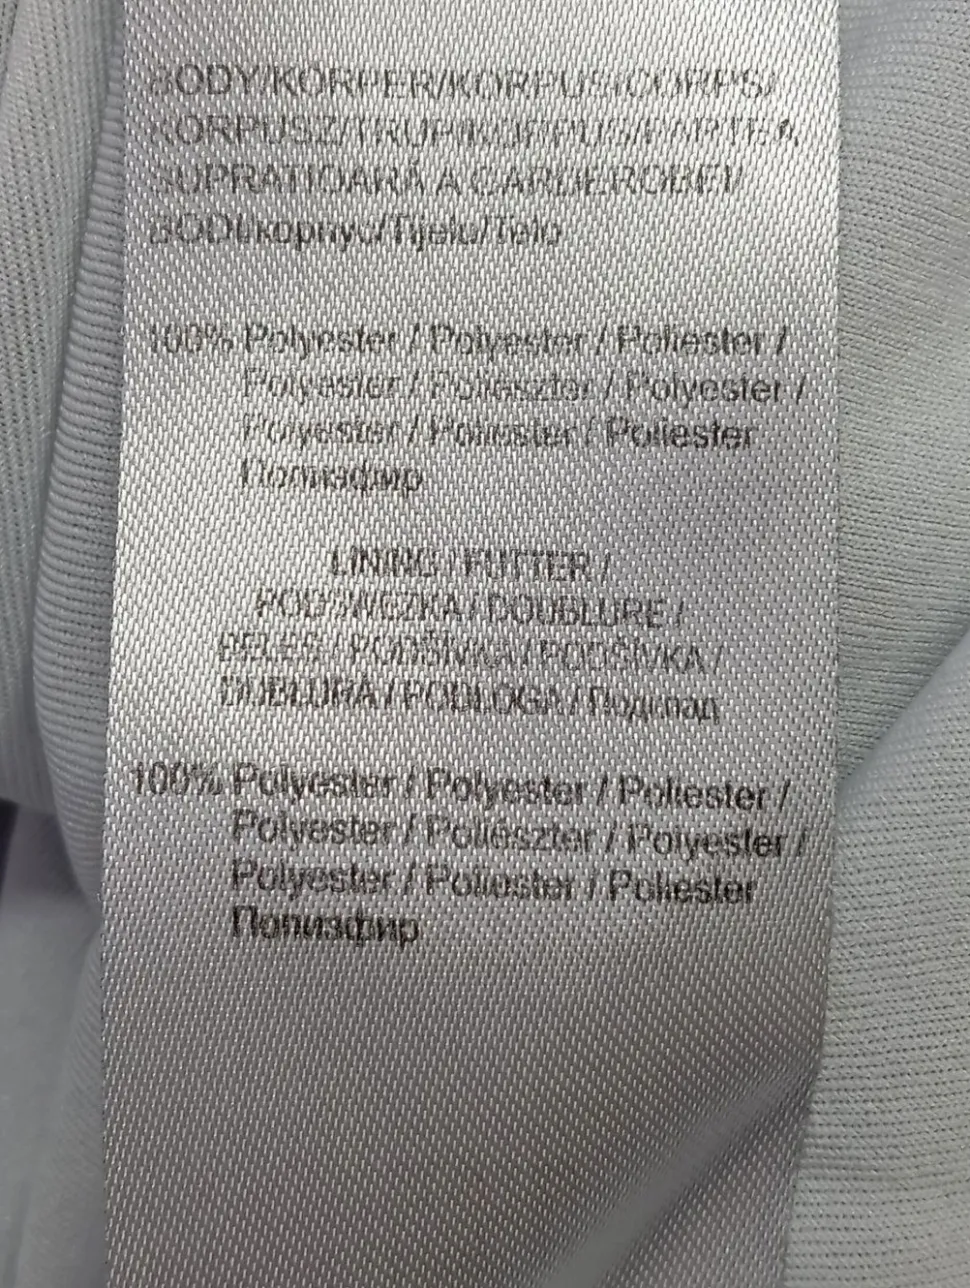 BODY/KÖRPER/KORPUS/CORPS/
KORPUSZ/TRUP/KORPUS/PARTEA
SUPRATIOARÁ A GARDEROBEI/
BODI/kopnyc/Tijelo/Telo
100% Polyester / Polyester / Poliester /
Polyester / Poliészter / Polyester /
Polyester / Poliester / Poliester
Полиэфир
LINING / FUTTER /
PODSZEWKA / DOUBLURE /
BÉLÉS / PODŠÍVKA / PODŠÍVKA /
DUBLURA / PODLOGA / Подклад
100% Polyester / Polyester / Poliester /
Polyester / Poliészter / Polyester /
Polyester / Poliester / Poliester
Полиэфир